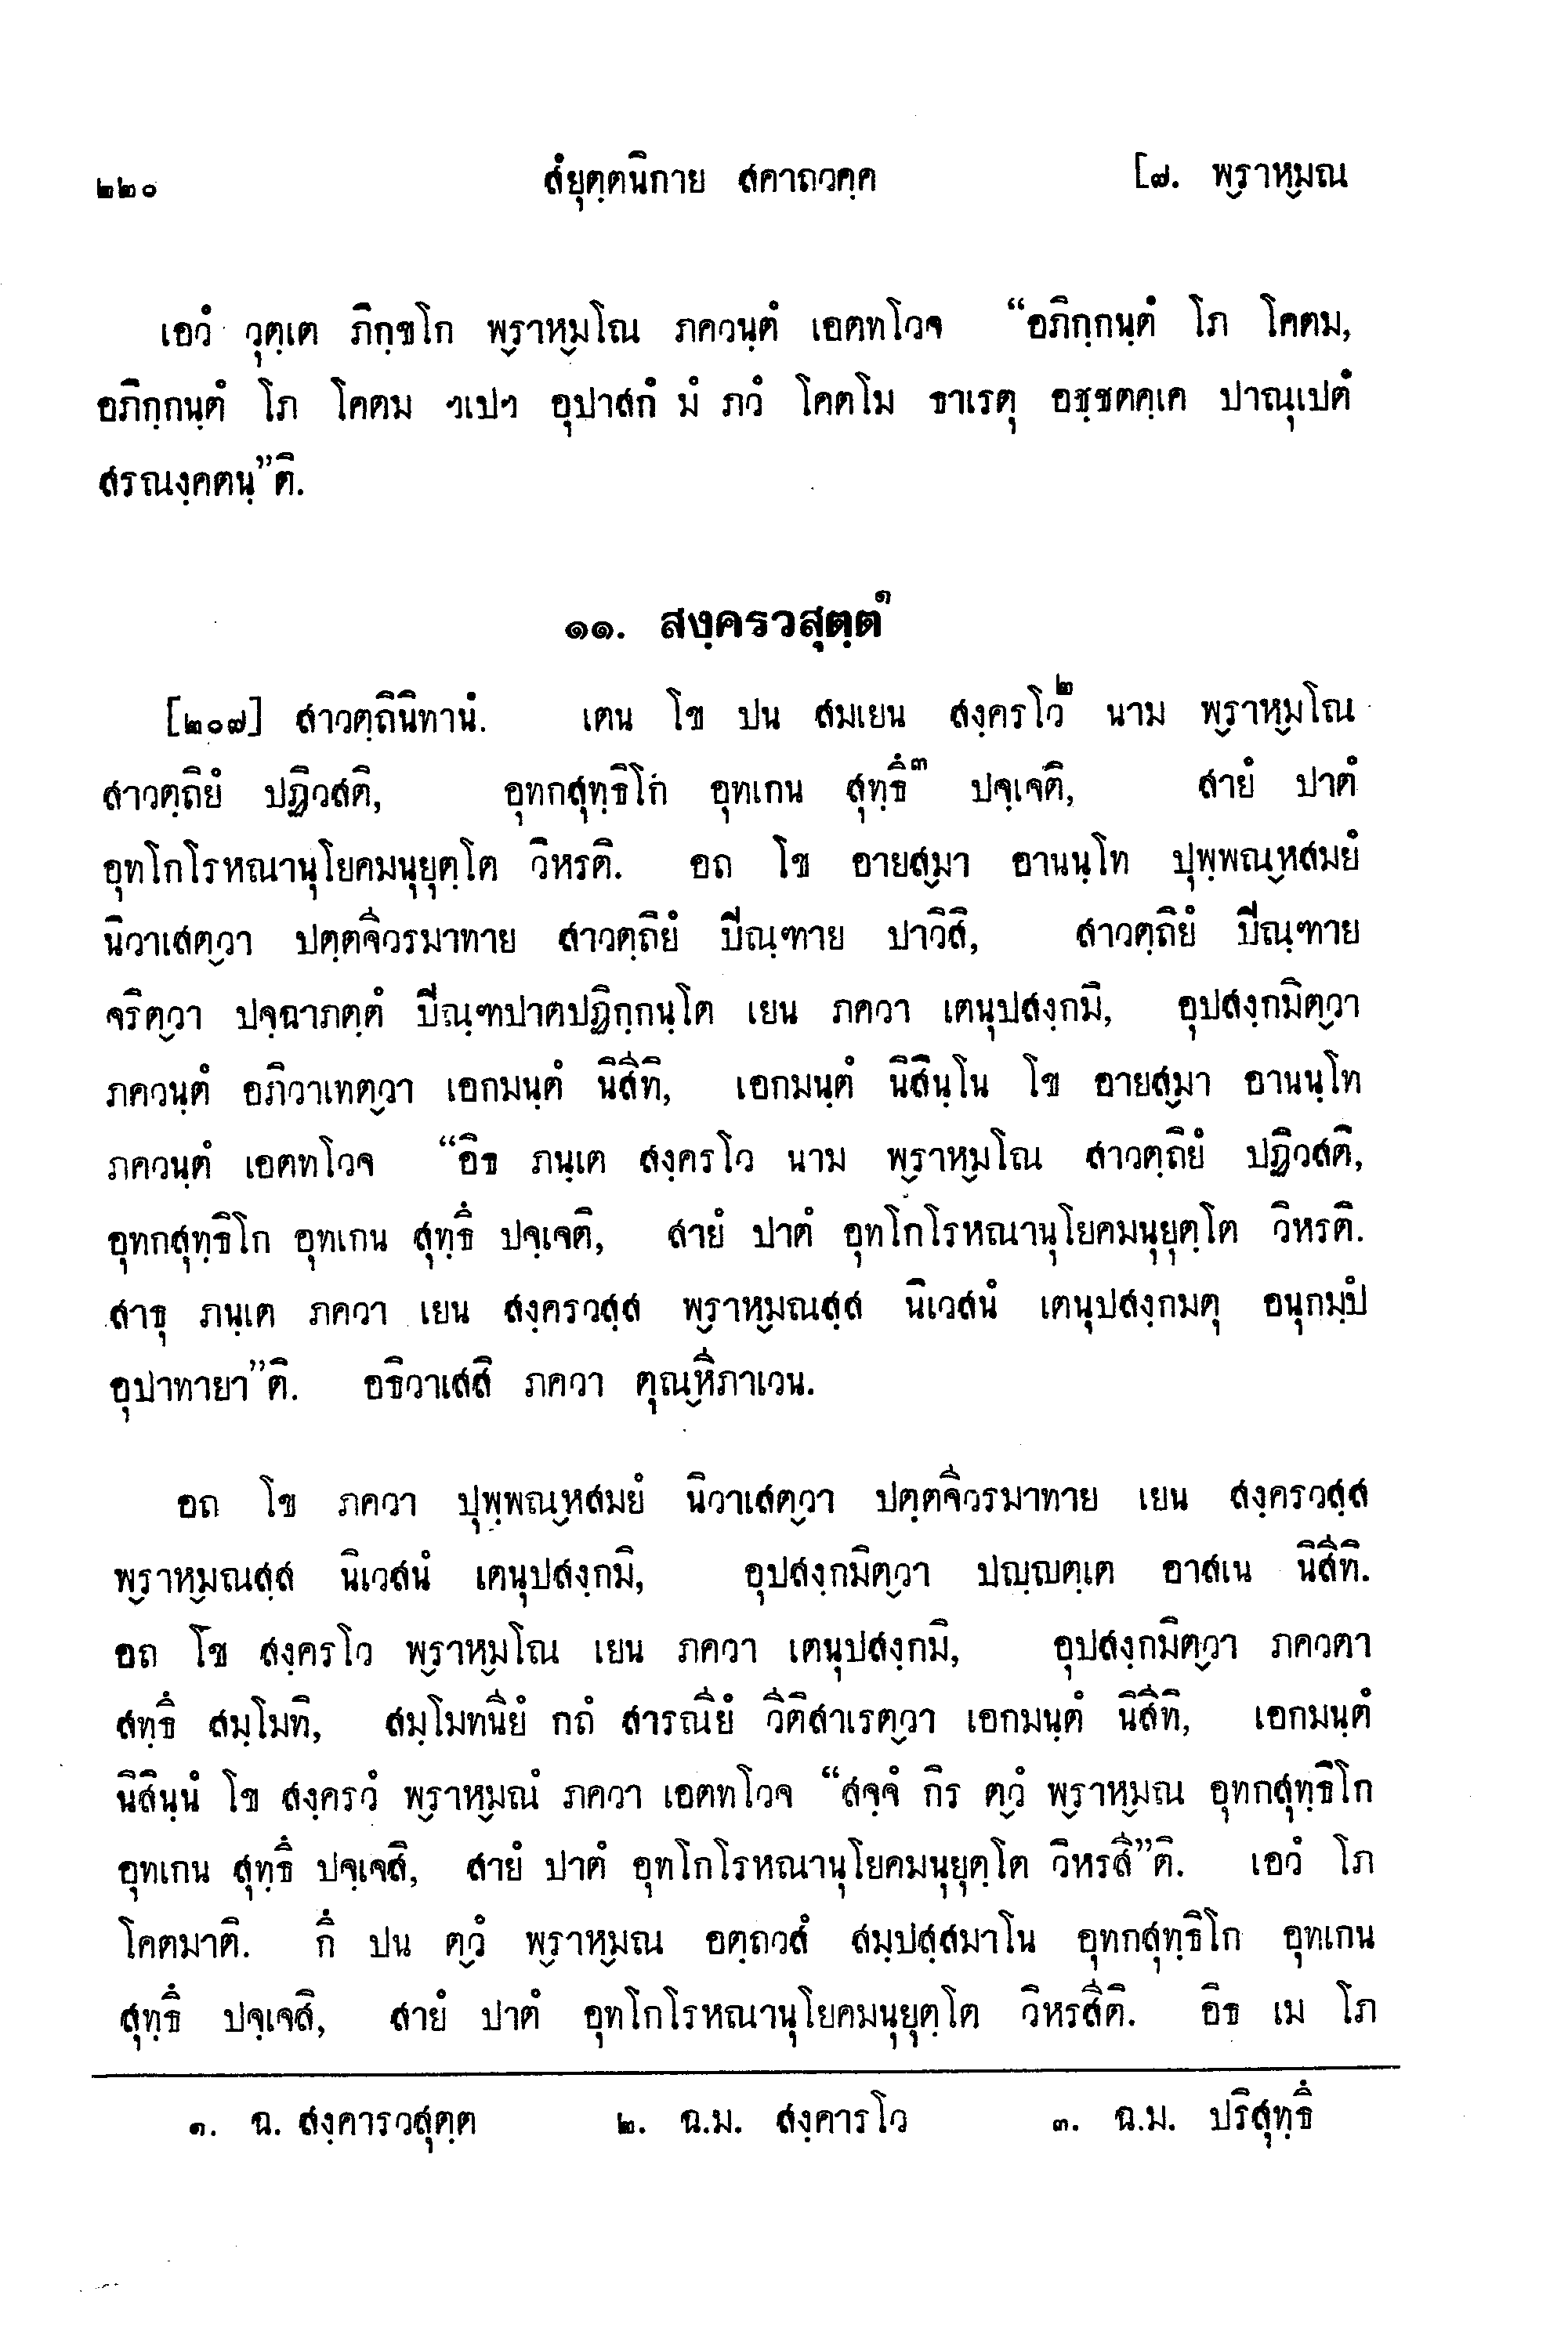 ๒๒๐ สํยุตฺตนิกาย สคาถวคฺค [๗. พฺราหฺมณ
เอวํ วุตฺเต ภิกฺขโก พฺราหฺมโณ ภควนฺตํ เอตทโวจ “อภิกฺกนฺตํ โภ โคตม,
อภิกฺกนฺตํ โภ โคตม ฯเปฯ อุปาสกํ มํ ภวํ โคตโม ธาเรตุ อชฺชตคฺเค ปาณุเปตํ
สรณงฺคตนฺ”ติ.
๑๑. สงฺครวสุตฺตํ๑
[๒๐๗] สาวตฺถินิทานํ. เตน โข ปน สมเยน สงฺครโว๒ นาม พฺราหฺมโณ
สาวตฺถิยํ ปฏิวสติ, อุทกสุทฺธิโก อุทเกน สุทฺธึ๓ ปจฺเจติ, สายํ ปาตํ
อุทโกโรหณานุโยคมนุยุตฺโต วิหรติ. อถ โข อายสฺมา อานนฺโท ปุพฺพณฺหสมยํ
นิวาเสตฺวา ปตฺตจีวรมาทาย สาวตฺถิยํ ปิณฺฑาย ปาวิสิ, สาวตฺถิยํ ปิณฺฑาย
จริตฺวา ปจฺฉาภตฺตํ ปิณฺฑปาตปฏิกฺกนฺโต เยน ภควา เตนุปสงฺกมิ, อุปสงฺกมิตฺวา
ภควนฺตํ อภิวาเทตฺวา เอกมนฺตํ นิสีทิ, เอกมนฺตํ นิสินฺโน โข อายสฺมา อานนฺโท
ภควนฺตํ เอตทโวจ “อิธ ภนฺเต สงฺครโว นาม พฺราหฺมโณ สาวตฺถิยํ ปฏิวสติ,
อุทกสุทฺธิโก อุทเกน สุทฺธึ ปจฺเจติ, สายํ ปาตํ อุทโกโรหณานุโยคมนุยุตฺโต วิหรติ.
สาธุ ภนฺเต ภควา เยน สงฺครวสฺส พฺราหฺมณสฺส นิเวสนํ เตนุปสงฺกมตุ อนุกมฺปํ
อุปาทายา”ติ. อธิวาเสสิ ภควา ตุณฺหีภาเวน.
อถ โข ภควา ปุพฺพณฺหสมยํ นิวาเสตฺวา ปตฺตจีวรมาทาย เยน สงฺครวสฺส
พฺราหฺมณสฺส นิเวสนํ เตนุปสงฺกมิ, อุปสงฺกมิตฺวา ปญฺญตฺเต อาสเน นิสีทิ.
อถ โข สงฺครโว พฺราหฺมโณ เยน ภควา เตนุปสงฺกมิ, อุปสงฺกมิตฺวา ภควตา
สทฺธึ สมฺโมทิ, สมฺโมทนียํ กถํ สารณียํ วีติสาเรตฺวา เอกมนฺตํ นิสีทิ, เอกมนฺตํ
นิสินฺนํ โข สงฺครวํ พฺราหฺมณํ ภควา เอตทโวจ “สจฺจํ กิร ตฺวํ พฺราหฺมณ อุทกสุทฺธิโก
อุทเกน สุทฺธึ ปจฺเจสิ, สายํ ปาตํ อุทโกโรหณานุโยคมนุยุตฺโต วิหรสี”ติ. เอวํ โภ
โคตมาติ. กึ ปน ตฺวํ พฺราหฺมณ อตฺถวสํ สมฺปสฺสมาโน อุทกสุทฺธิโก อุทเกน
สุทฺธึ ปจฺเจสิ, สายํ ปาตํ อุทโกโรหณานุโยคมนุยุตฺโต วิหรสีติ. อิธ เม โภ
๑. ฉ. สงฺคารวสุตฺต ๒. ฉ.ม. สงฺคารโว ๓. ฉ.ม. ปริสุทฺธึ